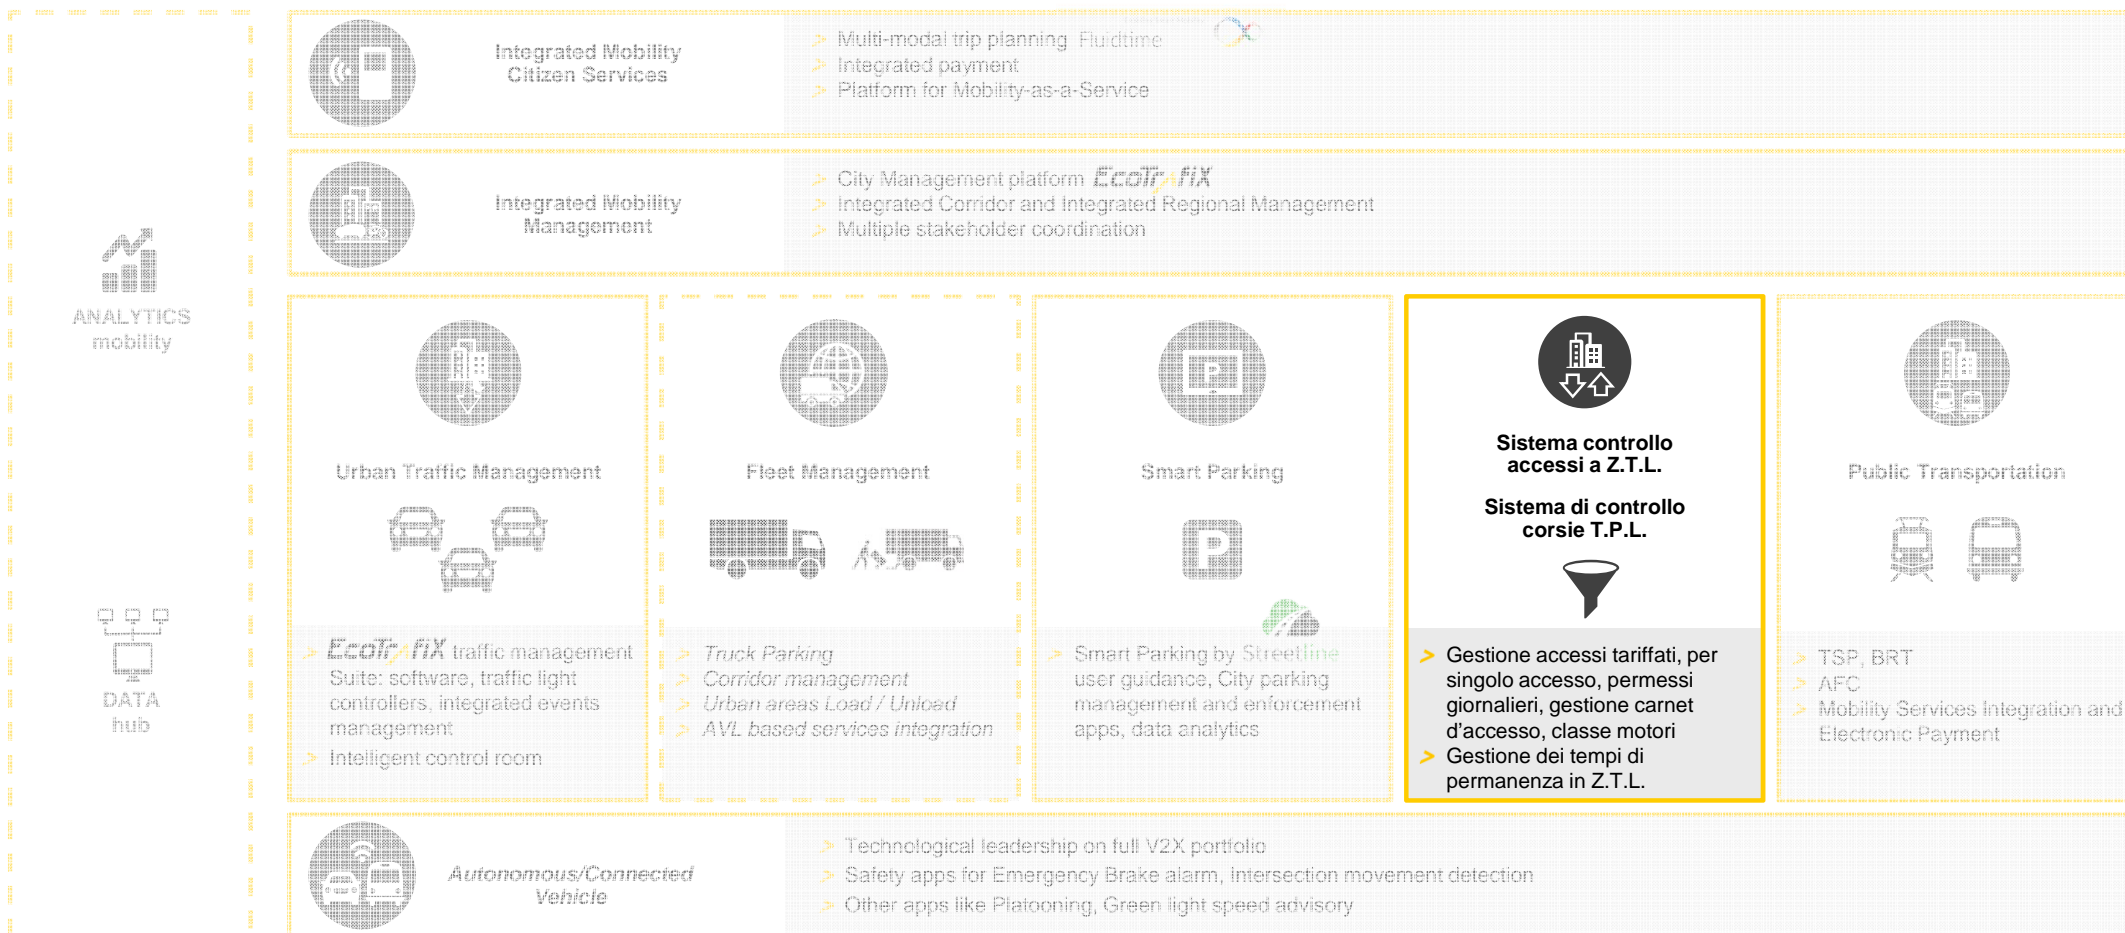 Integrated Mobility
Citizen Services
> Multi-modal trip planning Fluidtime
> Integrated payment
> Platform for Mobility-as-a-Service
Integrated Mobility
Management
> City Management platform EcoTrafiX
> Integrated Corridor and Integrated Regional Management
> Multiple stakeholder coordination
ANALYTICS
mobility
DATA
hub
Urban Traffic Management
> EcoTrafiX traffic management
Suite: software, traffic light
controllers, integrated events
management
> Intelligent control room
Fleet Management
> Truck Parking
> Corridor management
> Urban areas Load / Unload
> AVL based services integration
Smart Parking
P
P
> Smart Parking by Streetline
user guidance, City parking
management and enforcement
apps, data analytics
Sistema controllo
accessi a Z.T.L.
Sistema di controllo
corsie T.P.L.
> Gestione accessi tariffati, per
singolo accesso, permessi
giornalieri, gestione carnet
d'accesso, classe motori
> Gestione dei tempi di
permanenza in Z.T.L.
Public Transportation
> TSP, BRT
> AFC
> Mobility Services Integration and
Electronic Payment
Autonomous/Connected
Vehicle
> Technological leadership on full V2X portfolio
> Safety apps for Emergency Brake alarm, intersection movement detection
> Other apps like Platooning, Green light speed advisory